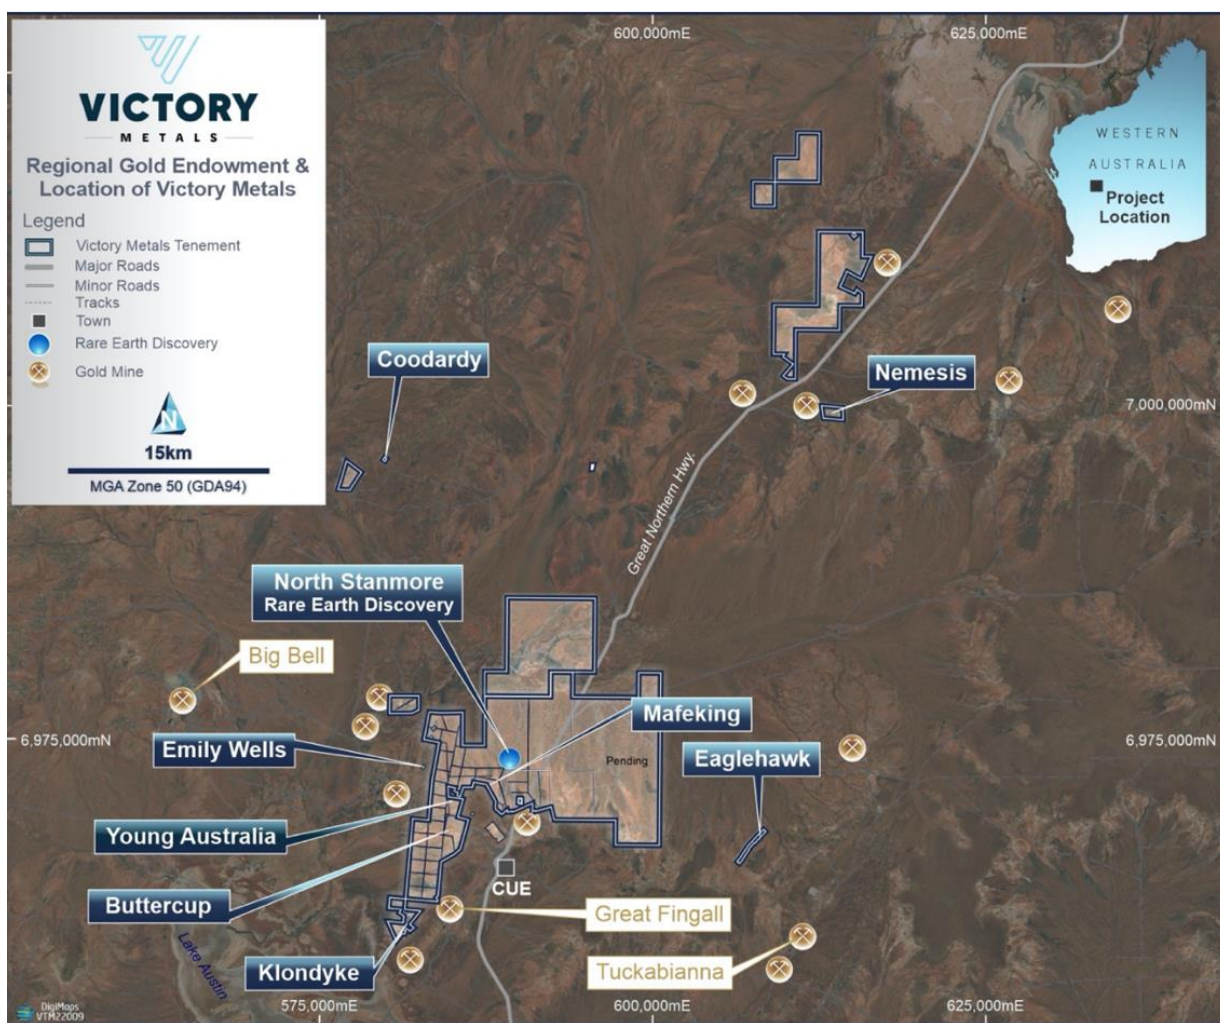 600,000mE
625,000mE
VICTORY
METALS
Regional Gold Endowment &
Location of Victory Metals
Legend
Victory Metals Tenement
Major Roads
Minor Roads
Tracks
Town
Rare Earth Discovery
Gold Mine
N
15km
MGA Zone 50 (GDA94)
WESTERN
AUSTRALIA
Project
Location
Coodardy
Nemesis
7,000,000mN
Great Northern Hwy.
North Stanmore
Rare Earth Discovery
Big Bell
Mafeking
6,975,000mN
6,975,000mN
Emily Wells
Pending
Eaglehawk
Young Australia
CUE
Buttercup
Great Fingall
Lake Austin
Klondyke
Tuckabianna
575,000mE
600,000mE
625,000mE
DigiMaps
VTM22009